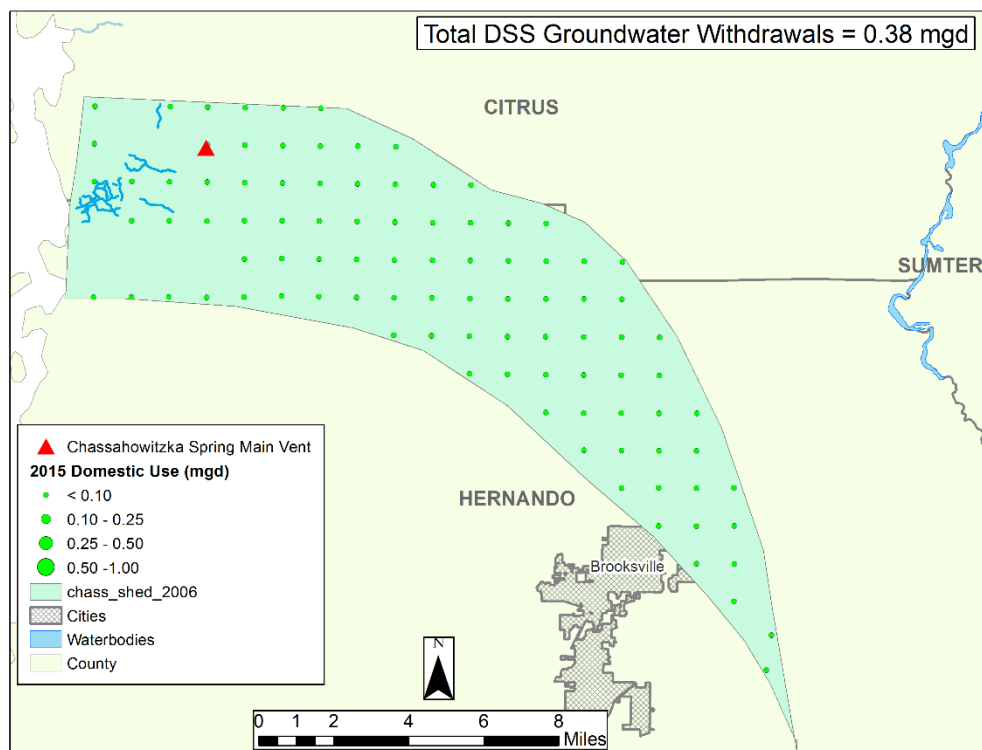 Total DSS Groundwater Withdrawals = 0.38 mgd
CITRUS
SUMTER
HERNANDO
Brooksville
Chassahowitzka Spring Main Vent
2015 Domestic Use (mgd)
< 0.10
0.10 - 0.25
0.25 - 0.50
0.50 -1.00
chass_shed_2006
Cities
Waterbodies
County
N
0 1 2 4 6 8
Miles